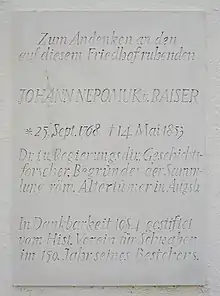 Zum Andenken an den
auf diesem Friedhof ruhenden
JOHANN NEPOMUK v. RAISER
* 25. Sept. 1768 † 14. Mai 1853
Dr. i. u. Regierungsdir. Geschichts-
forscher. Begründer der Samm-
lung röm. Altertümer in Augsb.
In Dankbarkeit 1984 gestiftet
vom Hist. Verein für Schwaben
im 150. Jahr seines Bestehens.